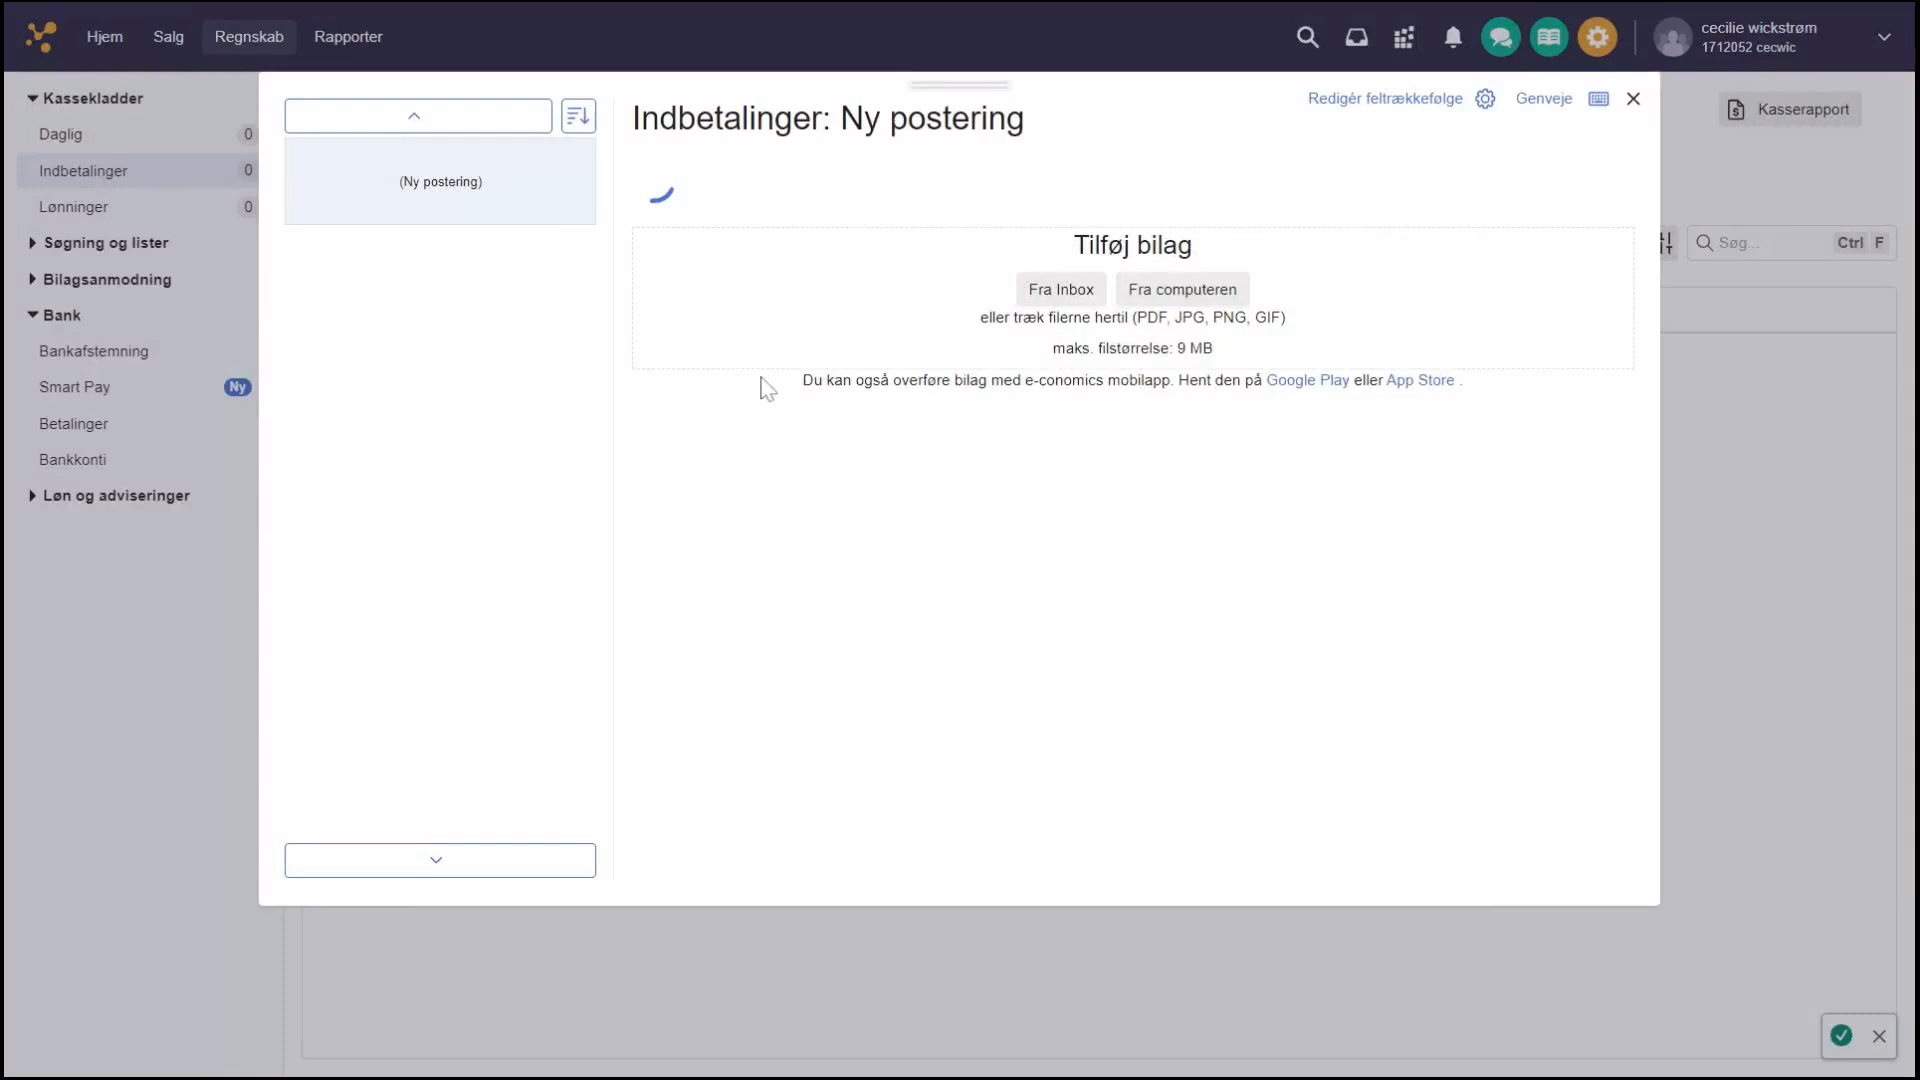 Hjem Salg Regnskab Rapporter
cecilie wickstrøm
1712052 cecwic
Kassekladder
Daglig 0
Indbetalinger 0
Lønninger 0
Søgning og lister
Bilagsanmodning
Bank
Bankafstemning
Smart Pay Ny
Betalinger
Bankkonti
Løn og adviseringer
(Ny postering)
Indbetalinger: Ny postering
Redigér feltrækkefølge Genveje
Tilføj bilag
Fra Inbox Fra computeren
eller træk filerne hertil (PDF, JPG, PNG, GIF)
maks. filstørrelse: 9 MB
Du kan også overføre bilag med e-conomics mobilapp. Hent den på Google Play eller App Store .
Kasserapport
Søg... Ctrl F